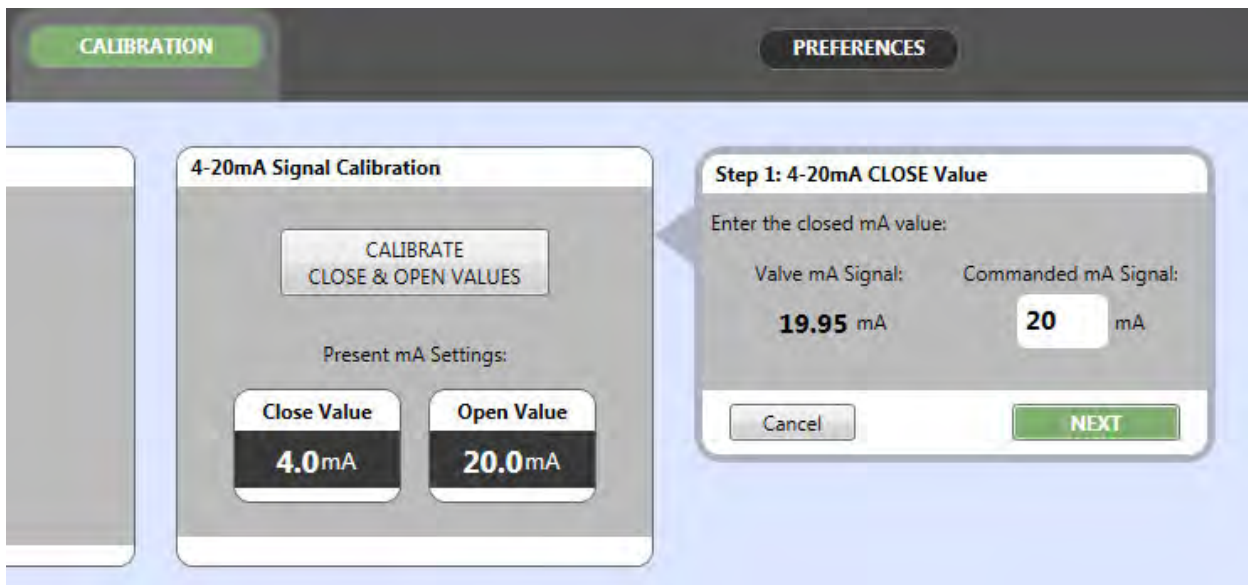 CALIBRATION
PREFERENCES
4-20mA Signal Calibration
CALIBRATE
CLOSE & OPEN VALUES
Present mA Settings:
Close Value
Open Value
4.0mA
20.0mA
Step 1: 4-20mA CLOSE Value
Enter the closed mA value:
Valve mA Signal:
Commanded mA Signal:
19.95 mA
20 mA
Cancel
NEXT